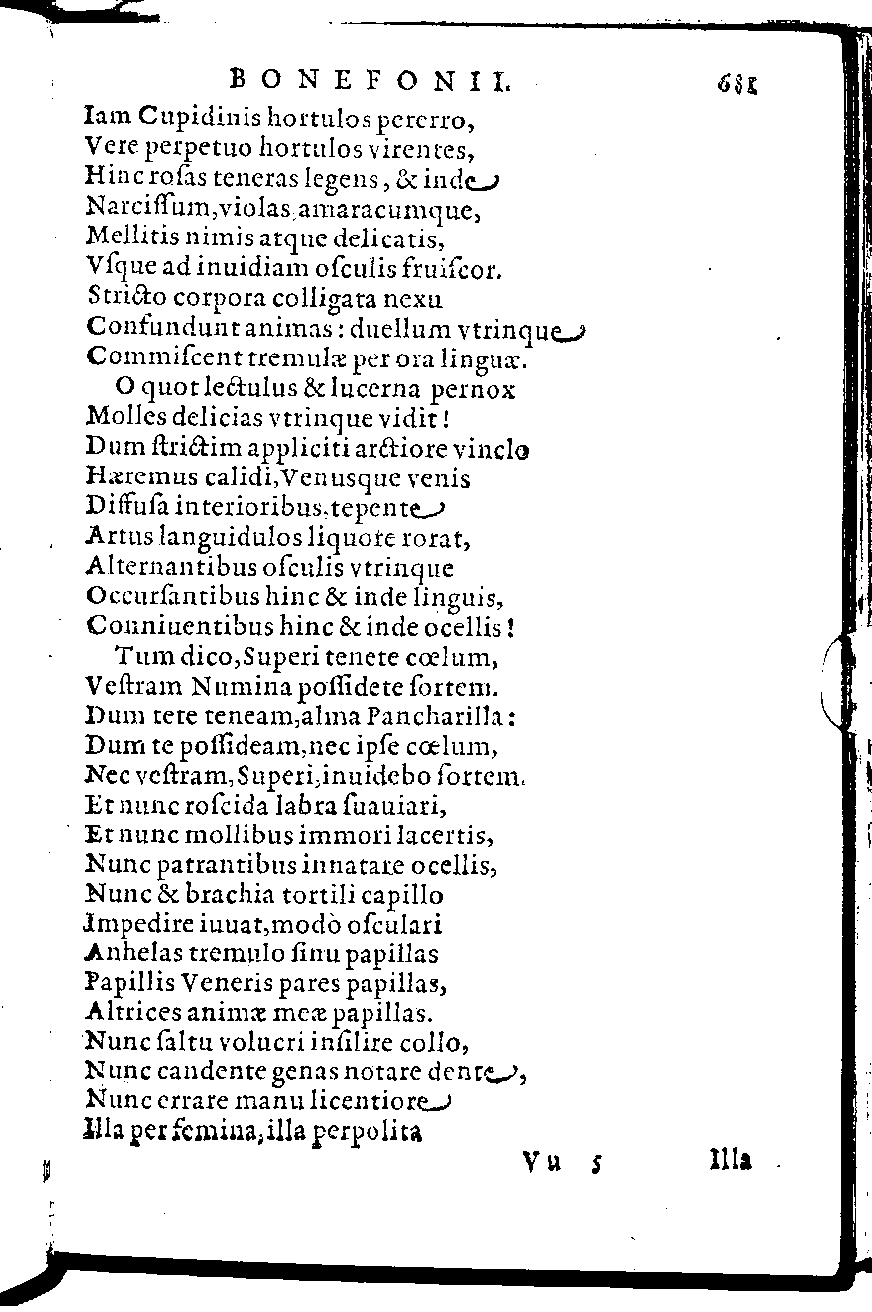 BONEFONII. 681
Iam Cupidinis hortulos pererro,
Vere perpetuo hortulos virentes,
Hinc roſas teneras legens, & inde
Narciſſum, violas, amaracumque,
Mellitis nimis atque delicatis,
Vſque ad inuidiam oſculis fruiſcor.
Stricto corpora colligata nexu
Confundunt animas: duellum vtrinque
Commiſcent tremulæ per ora linguæ.
O quot lectulus & lucerna pernox
Molles delicias vtrinque vidit!
Dum ſtrictim appliciti arctiore vinclo
Hæremus calidi, Venusque venis
Diffuſa interioribus, tepente
Artus languidulos liquore rorat,
Alternantibus oſculis vtrinque
Occurſantibus hinc & inde linguis,
Conniuentibus hinc & inde ocellis!
Tum dico, Superi tenete cœlum,
Veſtram Numina poſſidete ſortem.
Dum tete teneam, alma Pancharilla:
Dum te poſſideam, nec ipſe cœlum,
Nec veſtram, Superi, inuidebo ſortem.
Et nunc roſcida labra ſuauiari,
Et nunc mollibus immori lacertis,
Nunc patrantibus innatare ocellis,
Nunc & brachia tortili capillo
Impedire iuuat, modò oſculari
Anhelas tremulo ſinu papillas
Papillis Veneris pares papillas,
Altrices animæ meæ papillas.
Nunc ſaltu volucri inſilire collo,
Nunc candente genas notare dente,
Nunc errare manu licentiore
Illa per femina, illa perpolita
Vu 5 Illa